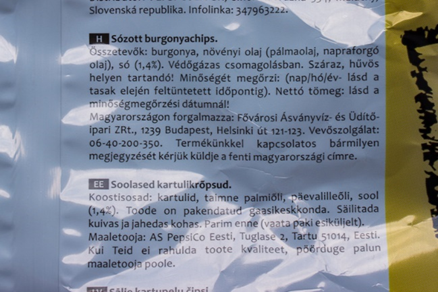 Slovenská republika. Infolinka: 347963222.
H Sózott burgonyachips.
Összetevők: burgonya, növényi olaj (pálmaolaj, napraforgó
olaj), só (1,4%). Védőgázas csomagolásban. Száraz, hűvös
helyen tartandó! Minőségét megőrzi: (nap/hó/év- lásd a
tasak elején feltüntetett időpontig). Nettó tömeg: lásd a
minőségmegőrzési dátumnál!
Magyarországon forgalmazza: Fővárosi Ásványvíz- és Üdítő-
ipari ZRt., 1239 Budapest, Helsinki út 121-123. Vevőszolgálat:
06-40-200-350. Termékünkkel kapcsolatos bármilyen
megjegyzését kérjük küldje a fenti magyarországi címre.
EE Soolased kartulikrõpsud.
Koostisosad: kartulid, taimne palmiõli, päevalilleõli, sool
(1,4%). Toode on pakendatud gaasikeskkonda. Säilitada
kuivas ja jahedas kohas. Parim enne (vaata paki esiküljelt).
Maaletooja: AS PepsiCo Eesti, Tuglase 2, Tartu 51014, Eesti.
Kui Teid ei rahulda toote kvaliteet, pöörduge palun
maaletooja poole.